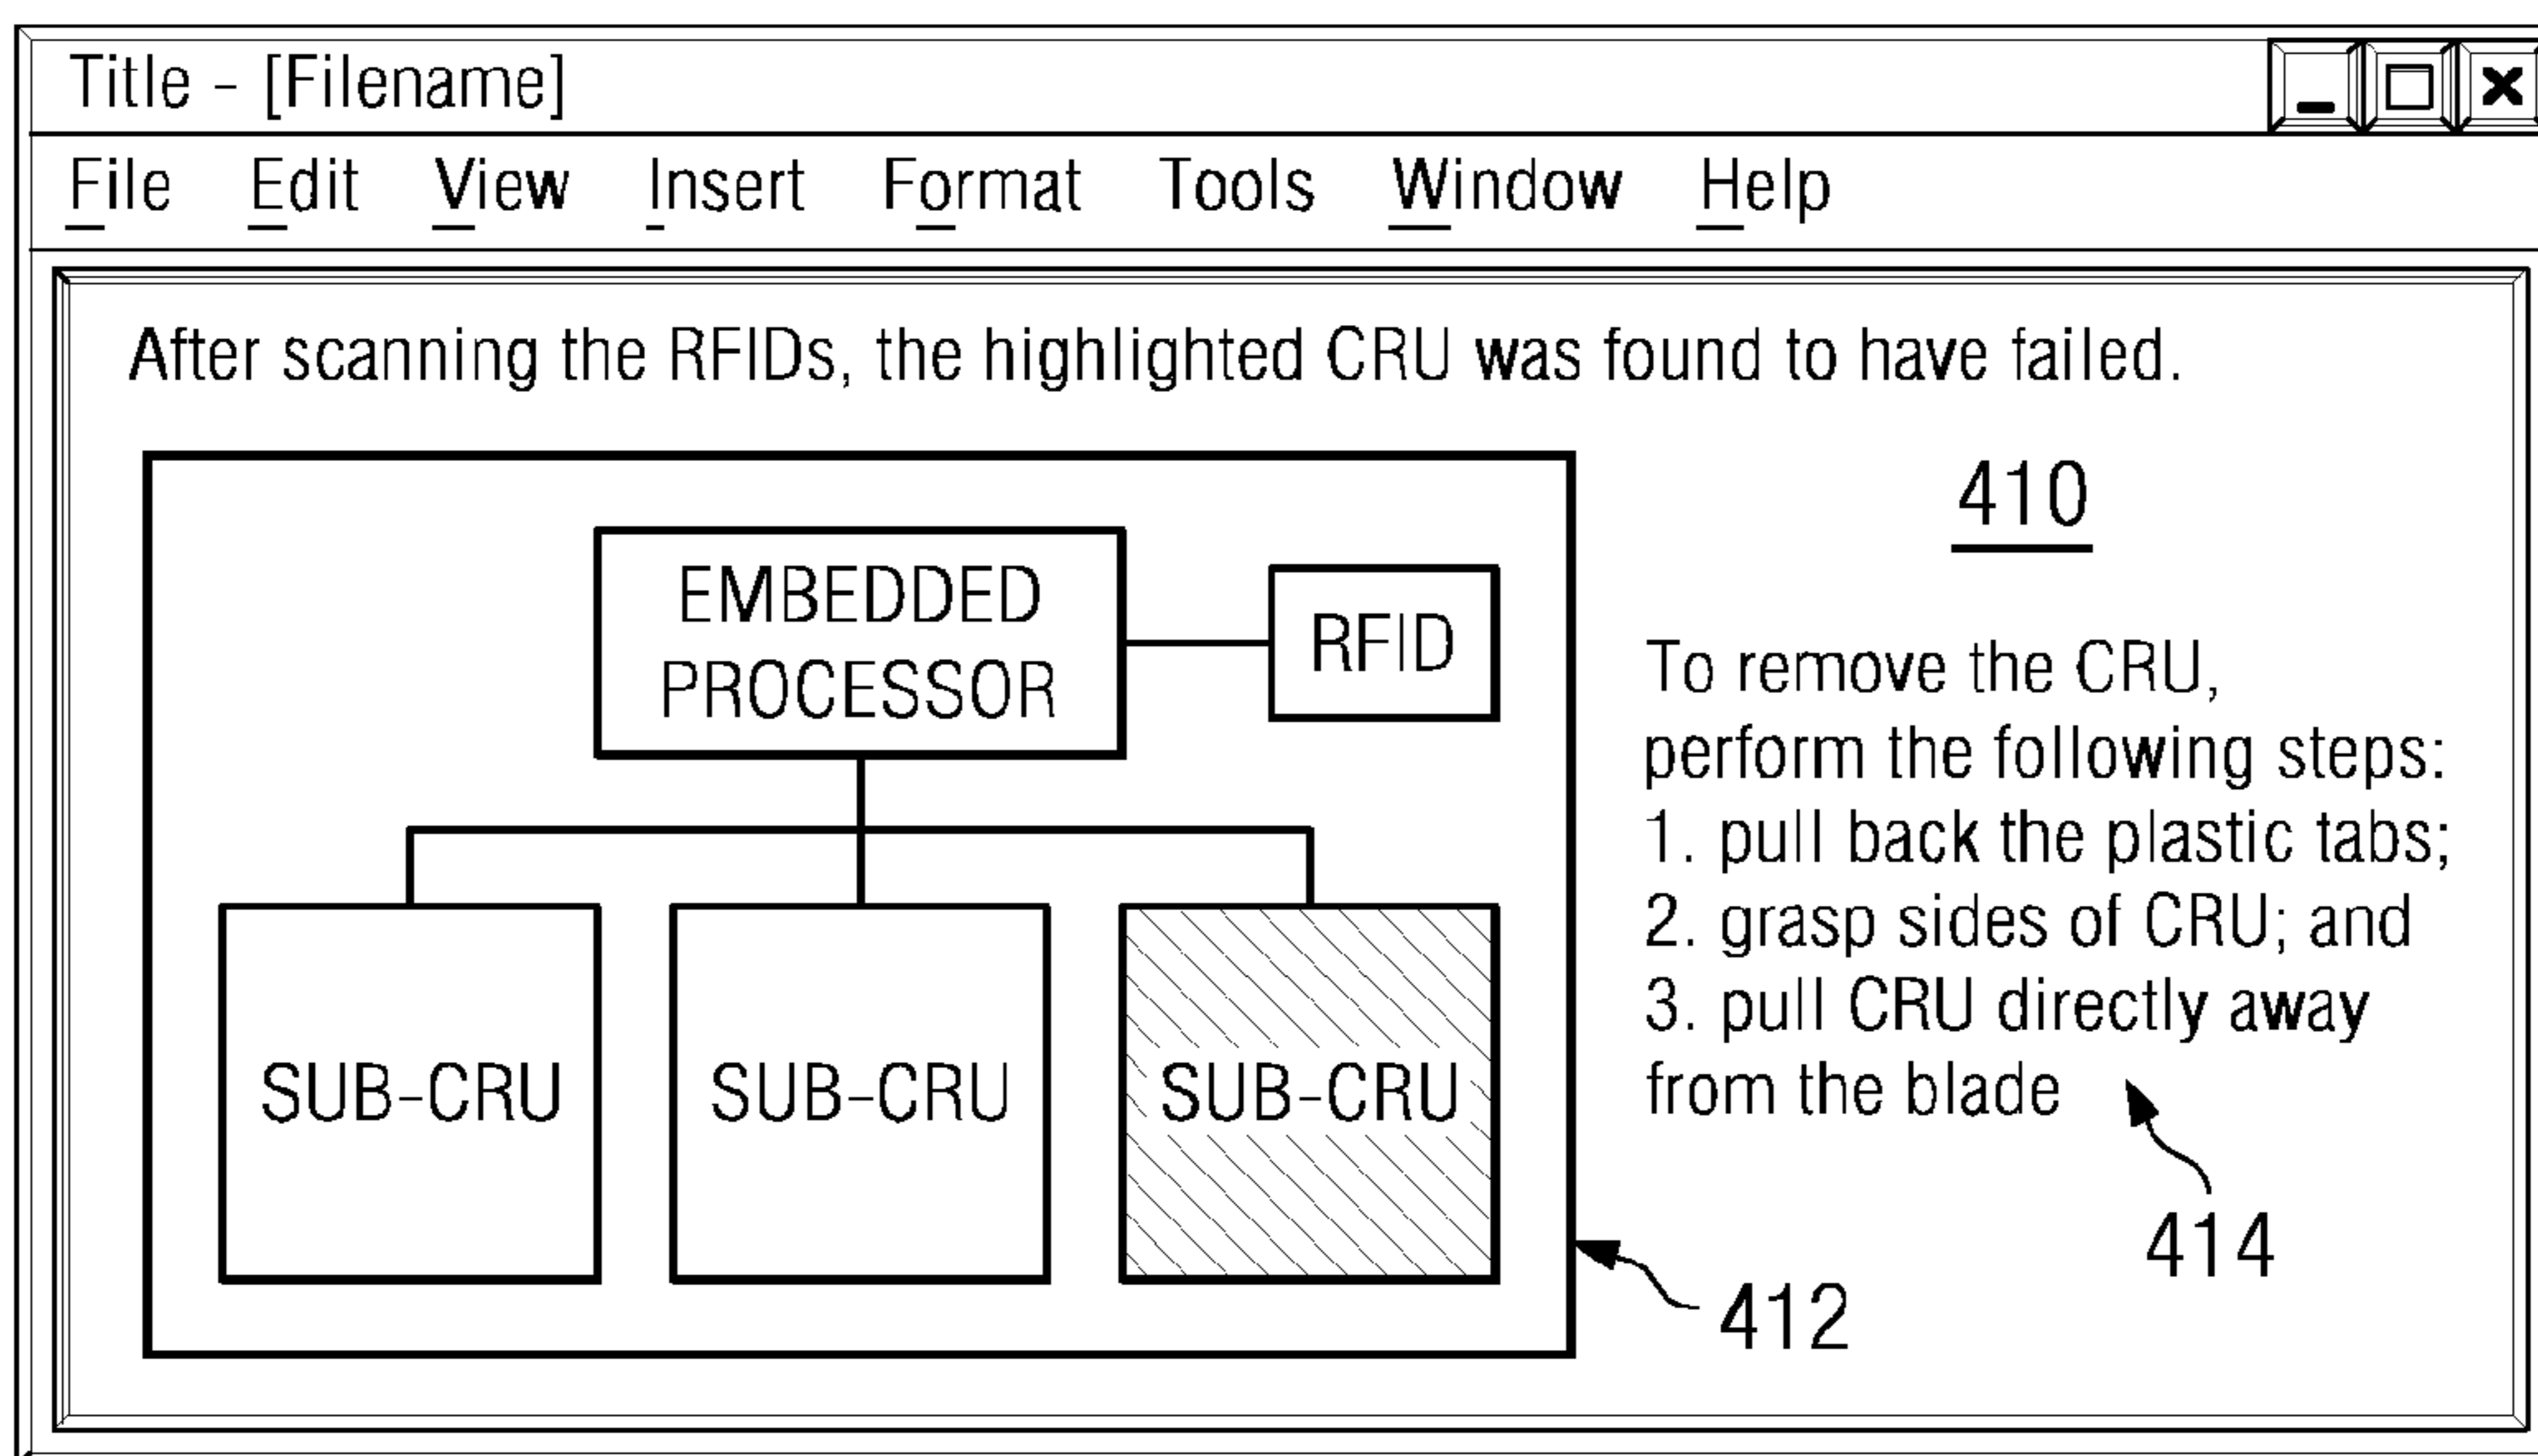 Title - [Filename]
File Edit View Insert Format Tools Window Help
After scanning the RFIDs, the highlighted CRU was found to have failed.
410
EMBEDDED
PROCESSOR
RFID
SUB-CRU SUB-CRU SUB-CRU
To remove the CRU,
perform the following steps:
1. pull back the plastic tabs;
2. grasp sides of CRU; and
3. pull CRU directly away
from the blade
414
412